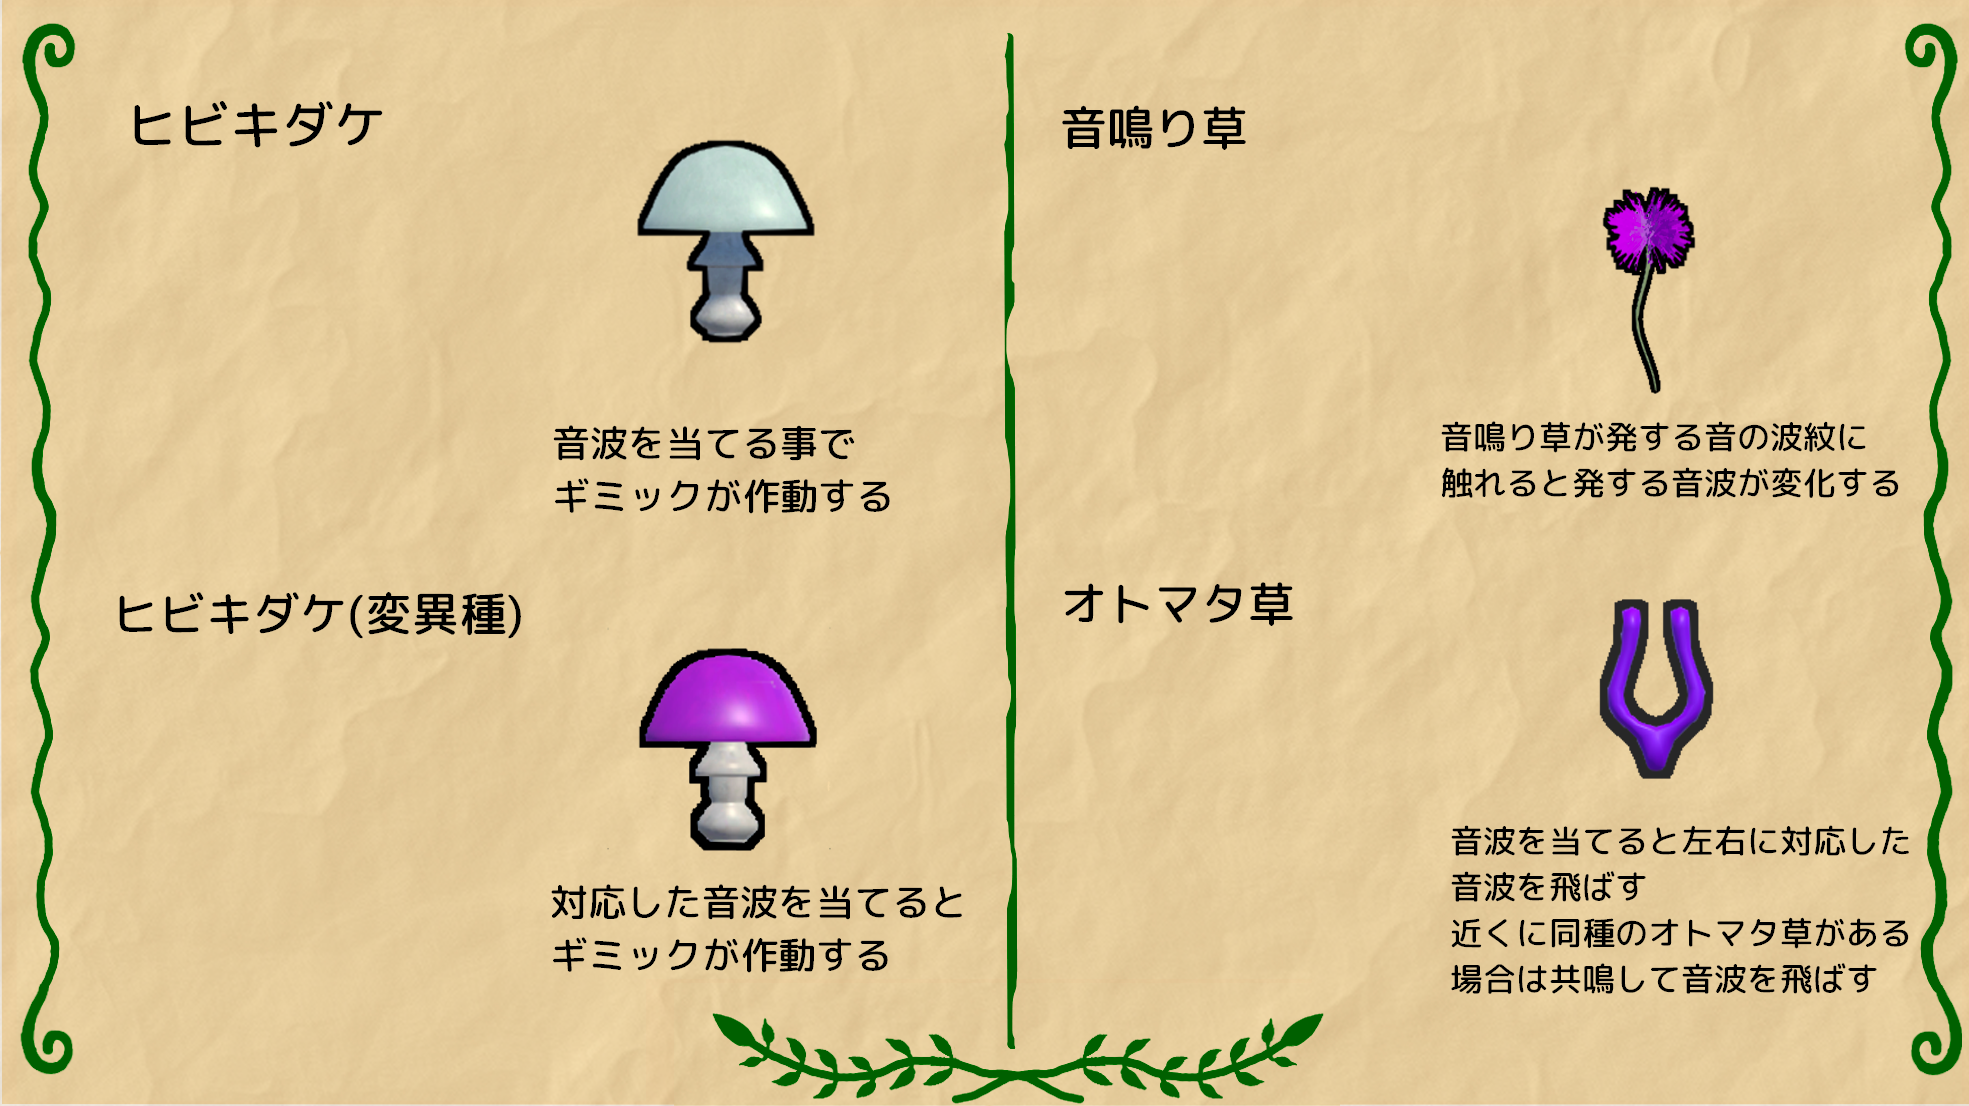 ヒビキダケ
音波を当てる事で
ギミックが作動する
ヒビキダケ(変異種)
対応した音波を当てると
ギミックが作動する
音鳴り草
音鳴り草が発する音の波紋に
触れると発する音波が変化する
オトマタ草
音波を当てると左右に対応した
音波を飛ばす
近くに同種のオトマタ草がある
場合は共鳴して音波を飛ばす